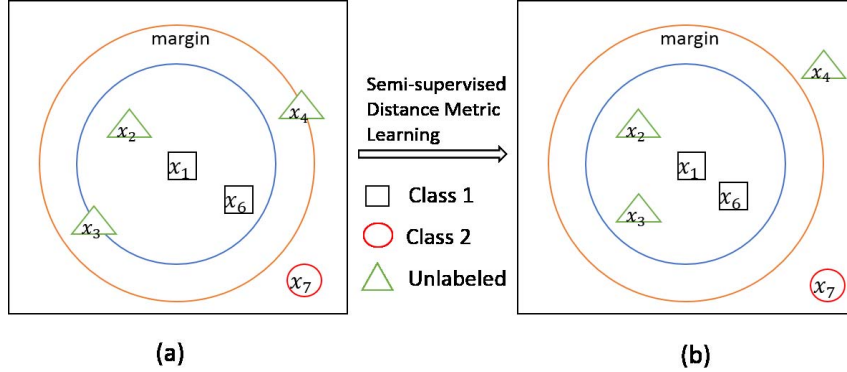 margin
x₂
x₄
x₁
x₆
x₃
x₇
(a)
Semi-supervised
Distance Metric
Learning
Class 1
Class 2
Unlabeled
margin
x₄
x₂
x₁
x₆
x₃
x₇
(b)